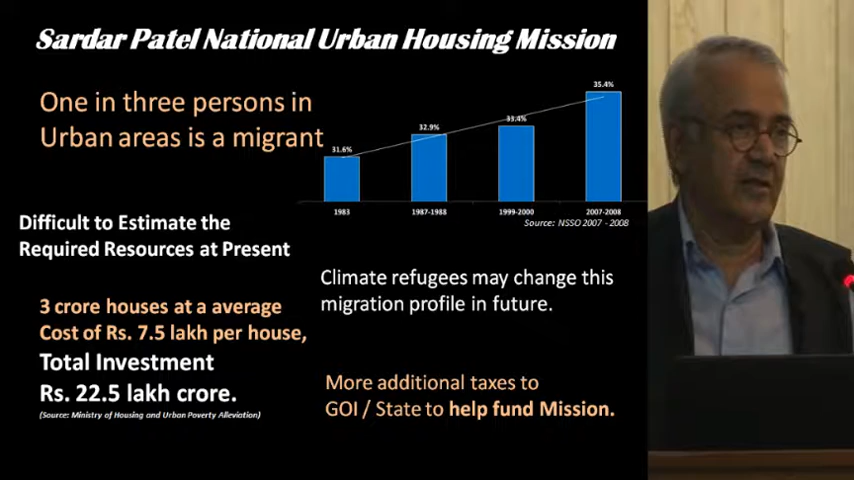 Sardar Patel National Urban Housing Mission
One in three persons in
Urban areas is a migrant
31.6%
32.9%
33.4%
35.4%
1983
1987-1988
1999-2000
2007-2008
Source: NSSO 2007 - 2008
Difficult to Estimate the
Required Resources at Present
3 crore houses at a average
Cost of Rs. 7.5 lakh per house,
Total Investment
Rs. 22.5 lakh crore.
(Source: Ministry of Housing and Urban Poverty Alleviation)
Climate refugees may change this
migration profile in future.
More additional taxes to
GOI / State to help fund Mission.